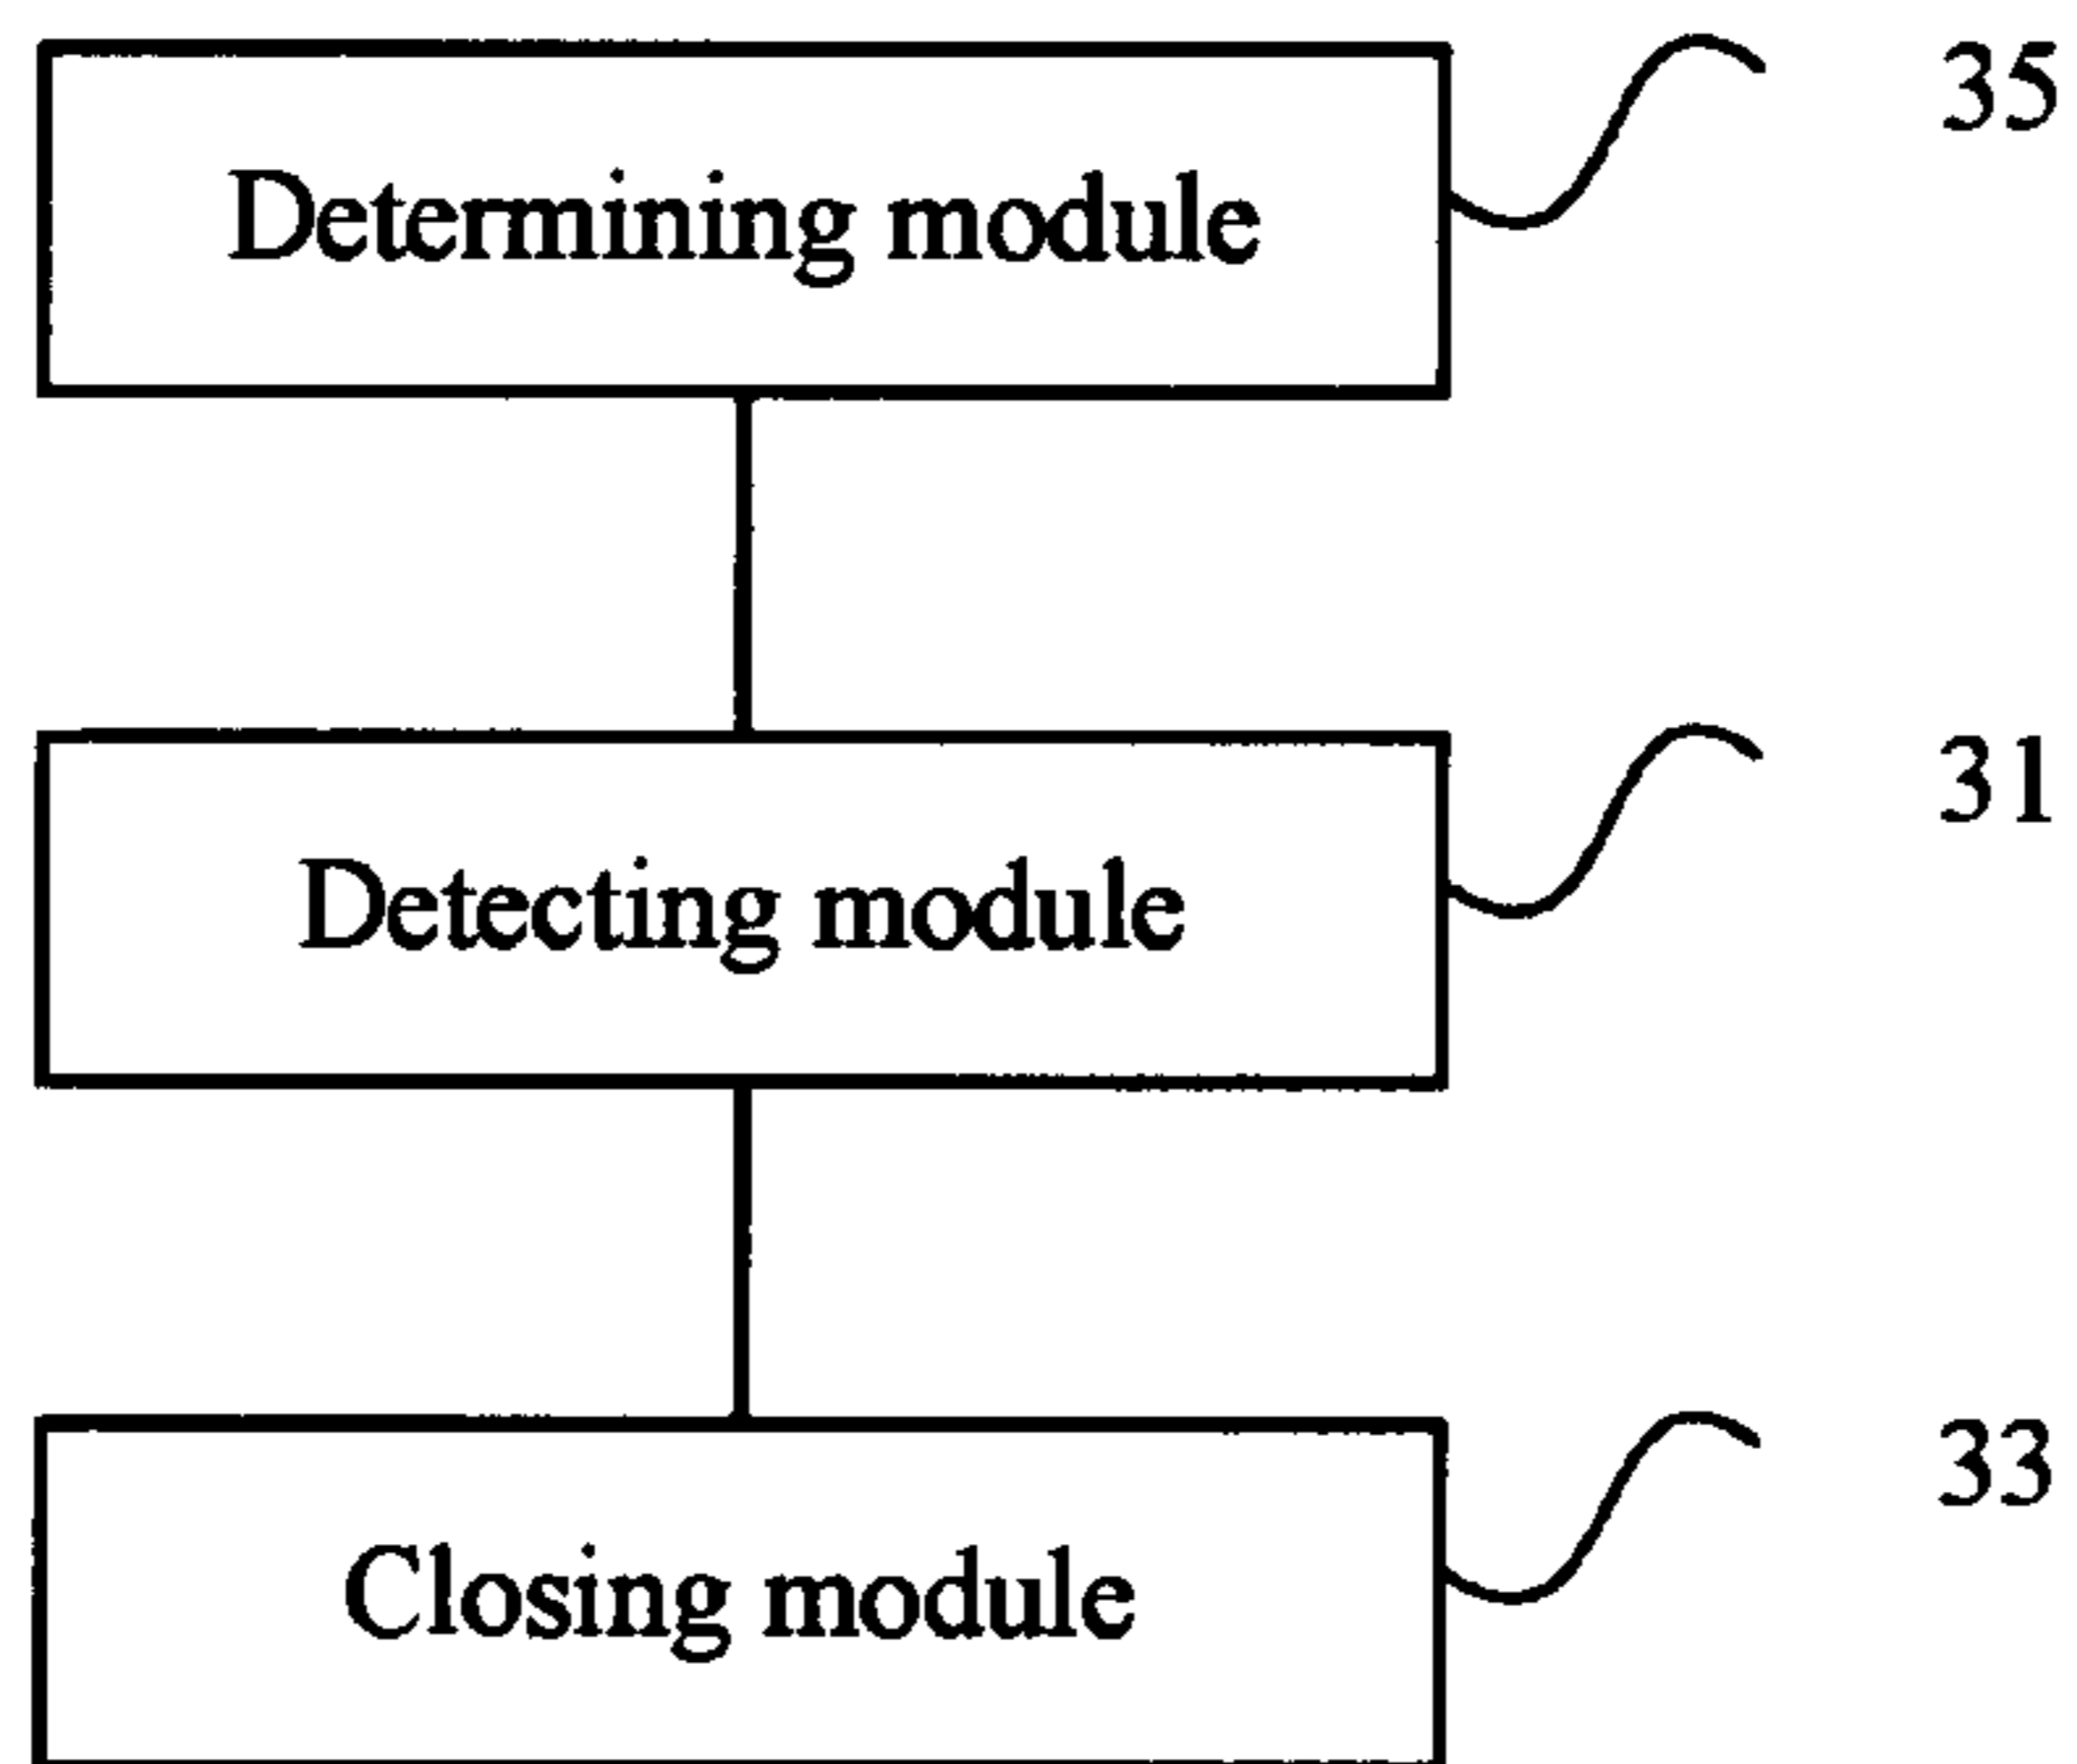 Determining module
35
Detecting module
31
Closing module
33